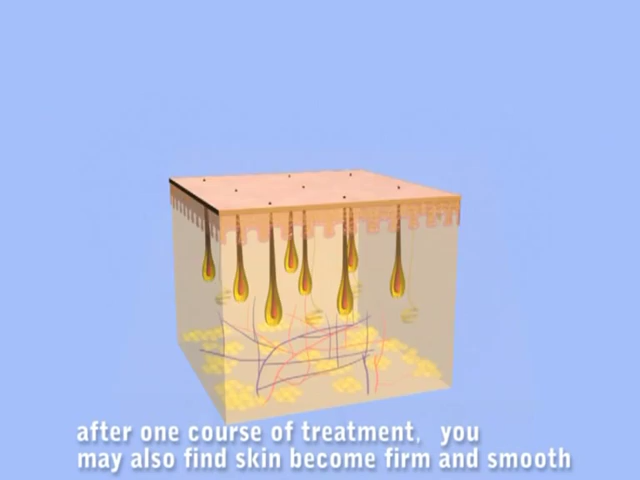 after one course of treatment, you
may also find skin become firm and smooth